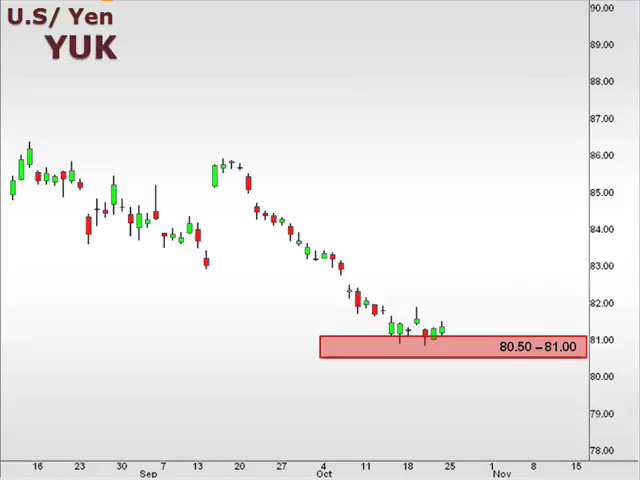 U.S/ Yen
YUK
90.00
89.00
88.00
87.00
86.00
85.00
84.00
83.00
82.00
81.00
80.50 – 81.00
80.00
79.00
78.00
16 23 30 7 13 20 27 4 11 18 25 1 8 15
Sep Oct Nov